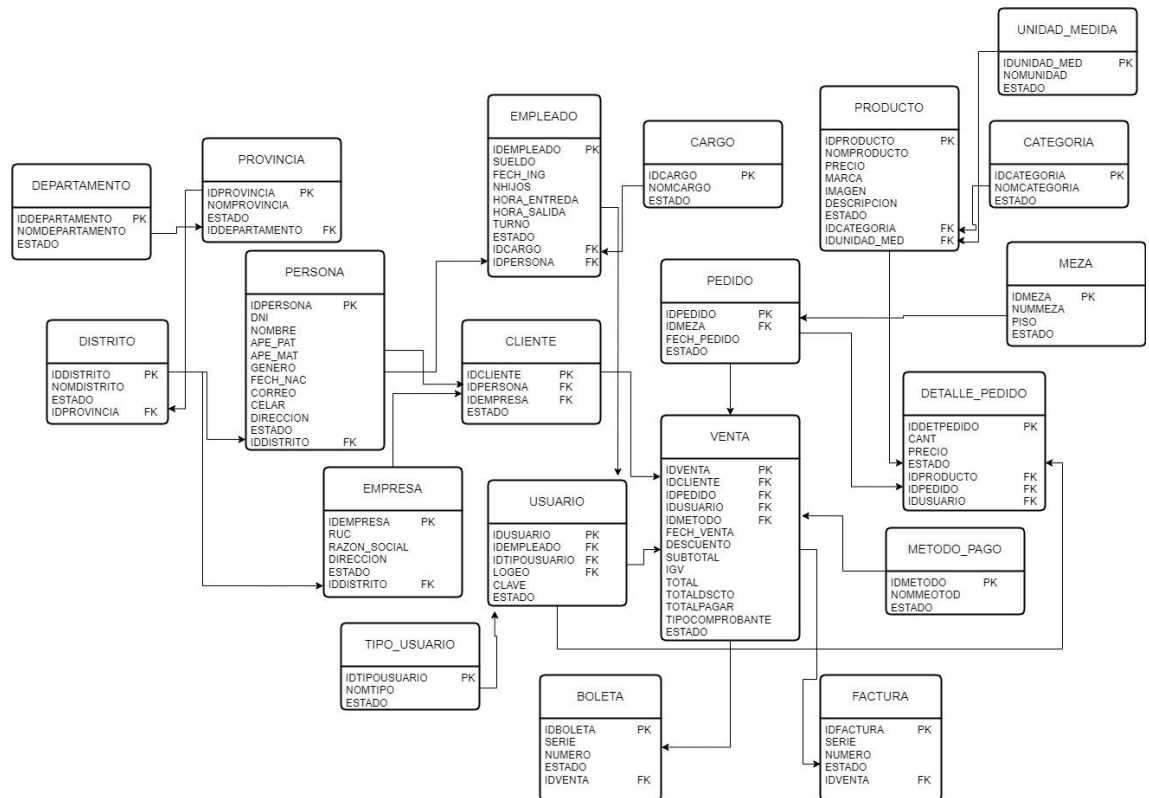 UNIDAD_MEDIDA
IDUNIDAD_MED PK
NOMUNIDAD
ESTADO
PRODUCTO
IDPRODUCTO PK
NOMPRODUCTO
PRECIO
MARCA
IMAGEN
DESCRIPCION
ESTADO
IDCATEGORIA FK
IDUNIDAD_MED FK
EMPLEADO
IDEMPLEADO PK
SUELDO
FECH_ING
NHIJOS
HORA_ENTREDA
HORA_SALIDA
TURNO
ESTADO
IDCARGO FK
IDPERSONA FK
CARGO
IDCARGO PK
NOMCARGO
ESTADO
CATEGORIA
IDCATEGORIA PK
NOMCATEGORIA
ESTADO
PROVINCIA
IDPROVINCIA PK
NOMPROVINCIA
ESTADO
IDDEPARTAMENTO FK
DEPARTAMENTO
IDDEPARTAMENTO PK
NOMDEPARTAMENTO
ESTADO
MEZA
IDMEZA PK
NUMMEZA
PISO
ESTADO
PERSONA
IDPERSONA PK
DNI
NOMBRE
APE_PAT
APE_MAT
GENERO
FECH_NAC
CORREO
CELAR
DIRECCION
ESTADO
IDDISTRITO FK
PEDIDO
IDPEDIDO PK
IDMEZA FK
FECH_PEDIDO
ESTADO
DISTRITO
IDDISTRITO PK
NOMDISTRITO
ESTADO
IDPROVINCIA FK
CLIENTE
IDCLIENTE PK
IDPERSONA FK
IDEMPRESA FK
ESTADO
DETALLE_PEDIDO
IDDETPEDIDO PK
CANT
PRECIO
ESTADO
IDPRODUCTO FK
IDPEDIDO FK
IDUSUARIO FK
VENTA
IDVENTA PK
IDCLIENTE FK
IDPEDIDO FK
IDUSUARIO FK
IDMETODO FK
FECH_VENTA
DESCUENTO
SUBTOTAL
IGV
TOTAL
TOTALDSCTO
TOTALPAGAR
TIPOCOMPROBANTE
ESTADO
EMPRESA
IDEMPRESA PK
RUC
RAZON_SOCIAL
DIRECCION
ESTADO
IDDISTRITO FK
USUARIO
IDUSUARIO PK
IDEMPLEADO FK
IDTIPOUSUARIO FK
LOGEO FK
CLAVE
ESTADO
METODO_PAGO
IDMETODO PK
NOMMEOTOD
ESTADO
TIPO_USUARIO
IDTIPOUSUARIO PK
NOMTIPO
ESTADO
BOLETA
IDBOLETA PK
SERIE
NUMERO
ESTADO
IDVENTA FK
FACTURA
IDFACTURA PK
SERIE
NUMERO
ESTADO
IDVENTA FK